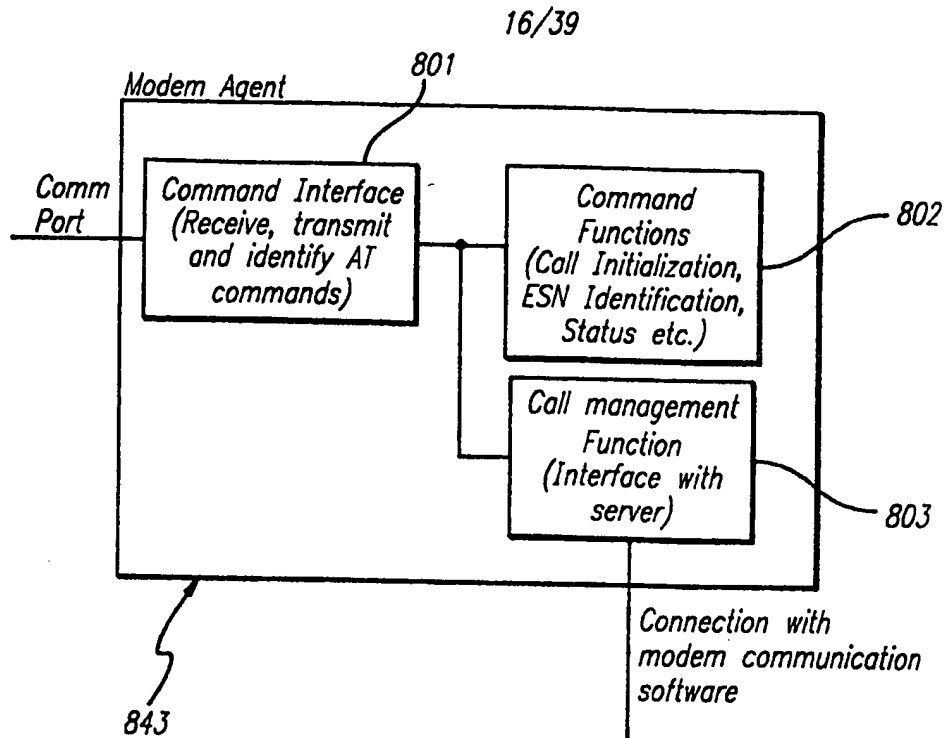 16/39
801
Modem Agent
Comm
Port
Command Interface
(Receive, transmit
and identify AT
commands)
Command
Functions
(Call Initialization,
ESN Identification,
Status etc.)
802
Call management
Function
(Interface with
server)
803
Connection with
modem communication
software
843